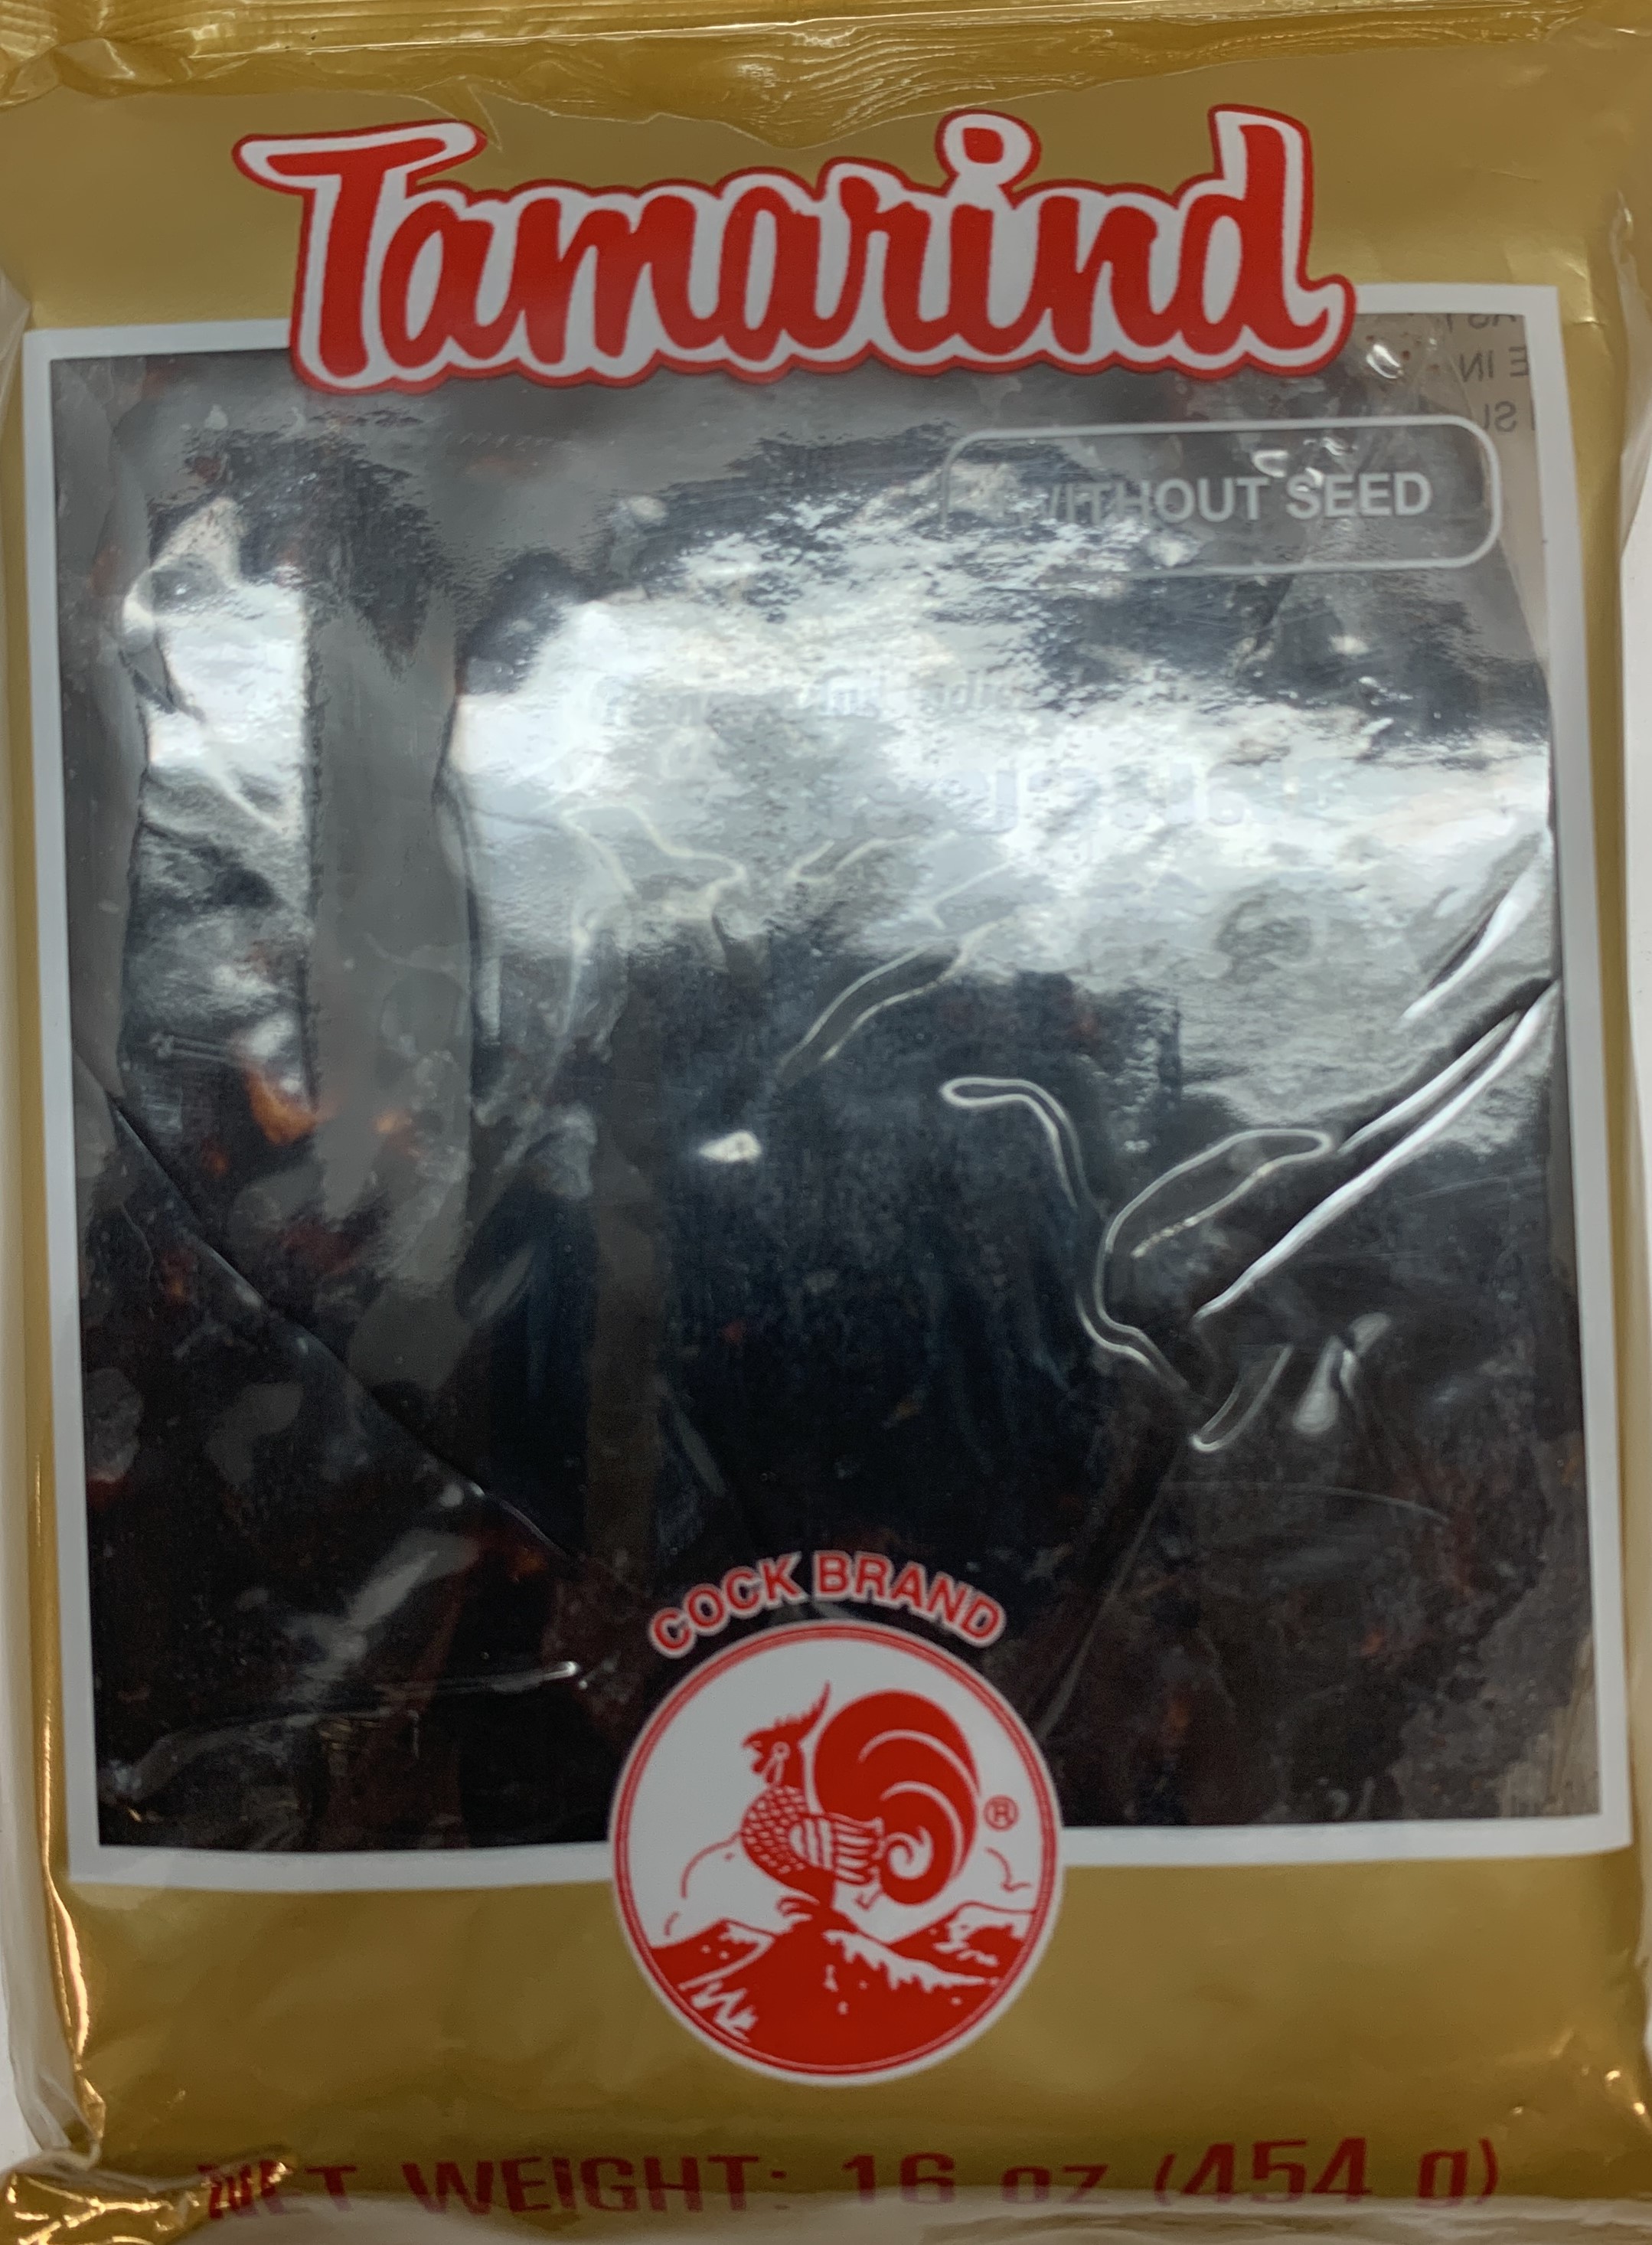 Tamarind
WITHOUT SEED
COCK BRAND
®
NET WEIGHT: 16 oz (454 g)